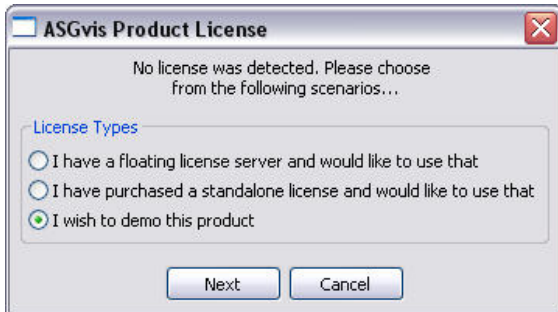 ASGvis Product License
No license was detected. Please choose
from the following scenarios...
License Types
I have a floating license server and would like to use that
I have purchased a standalone license and would like to use that
I wish to demo this product
Next
Cancel